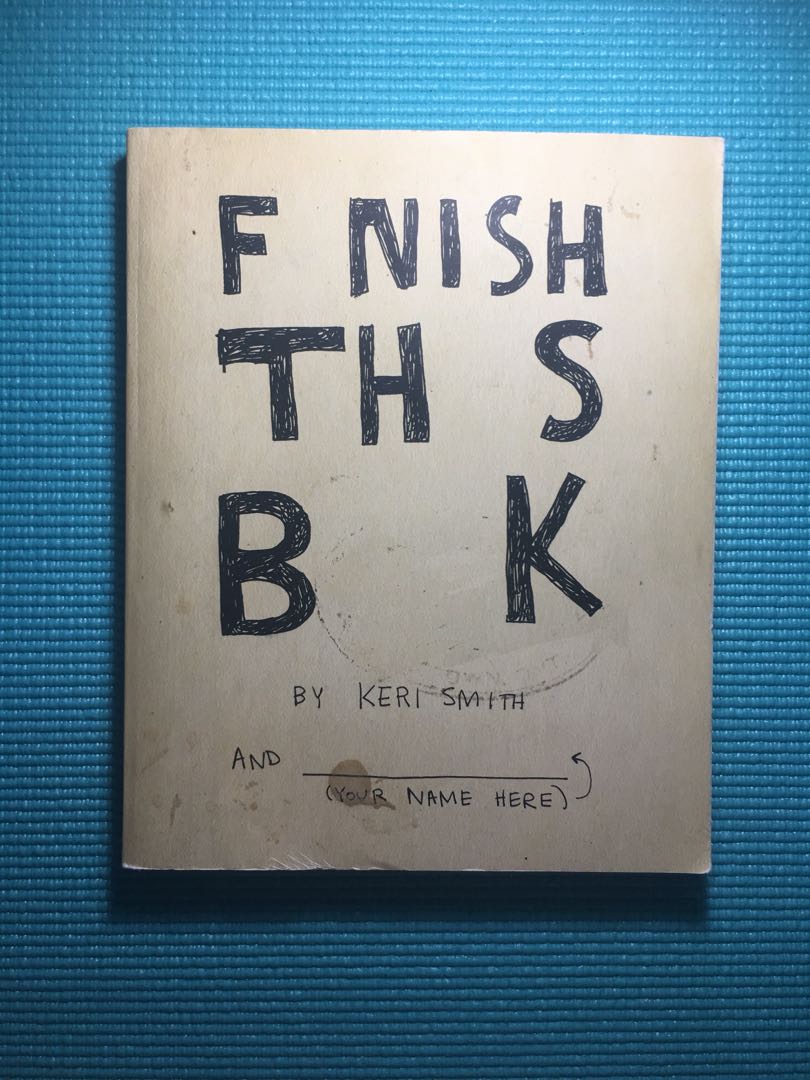 F NISH
TH S
B K
BY KERI SMITH
AND
(YOUR NAME HERE)